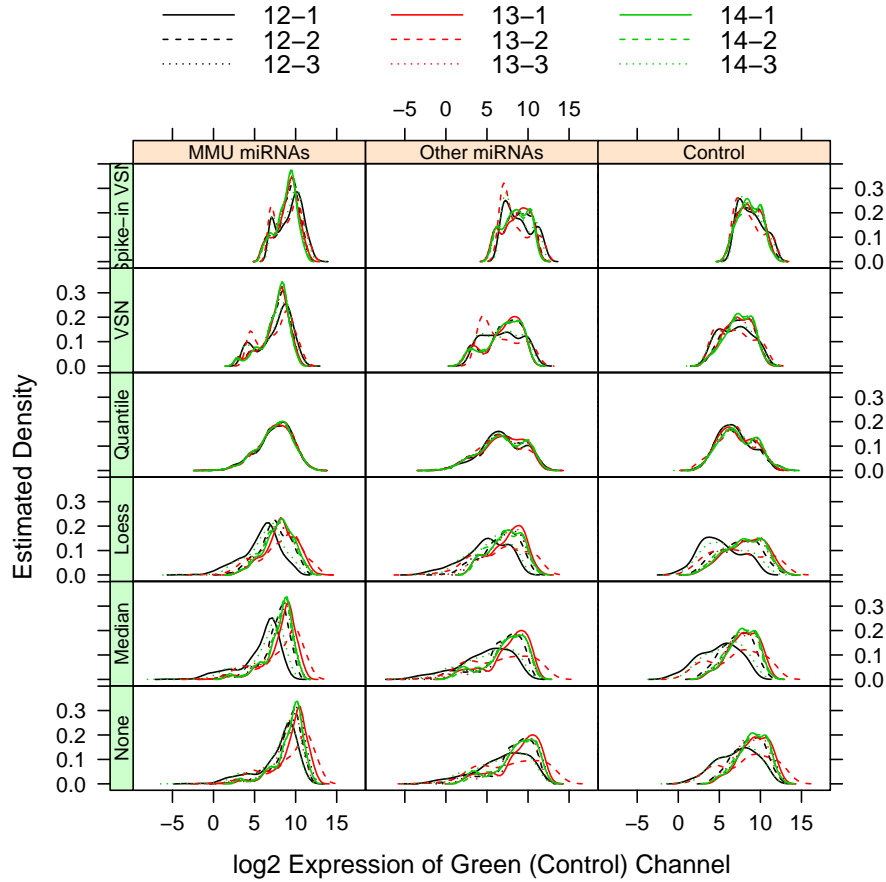 12−1 13−1 14−1
12−2 13−2 14−2
12−3 13−3 14−3
−5 0 5 10 15
MMU miRNAs Other miRNAs Control
Spike−in VSN
VSN
Quantile
Loess
Median
None
0.0 0.1 0.2 0.3
0.0 0.1 0.2 0.3
0.0 0.1 0.2 0.3
0.0 0.1 0.2 0.3
0.0 0.1 0.2 0.3
0.0 0.1 0.2 0.3
Estimated Density
−5 0 5 10 15 −5 0 5 10 15
log2 Expression of Green (Control) Channel